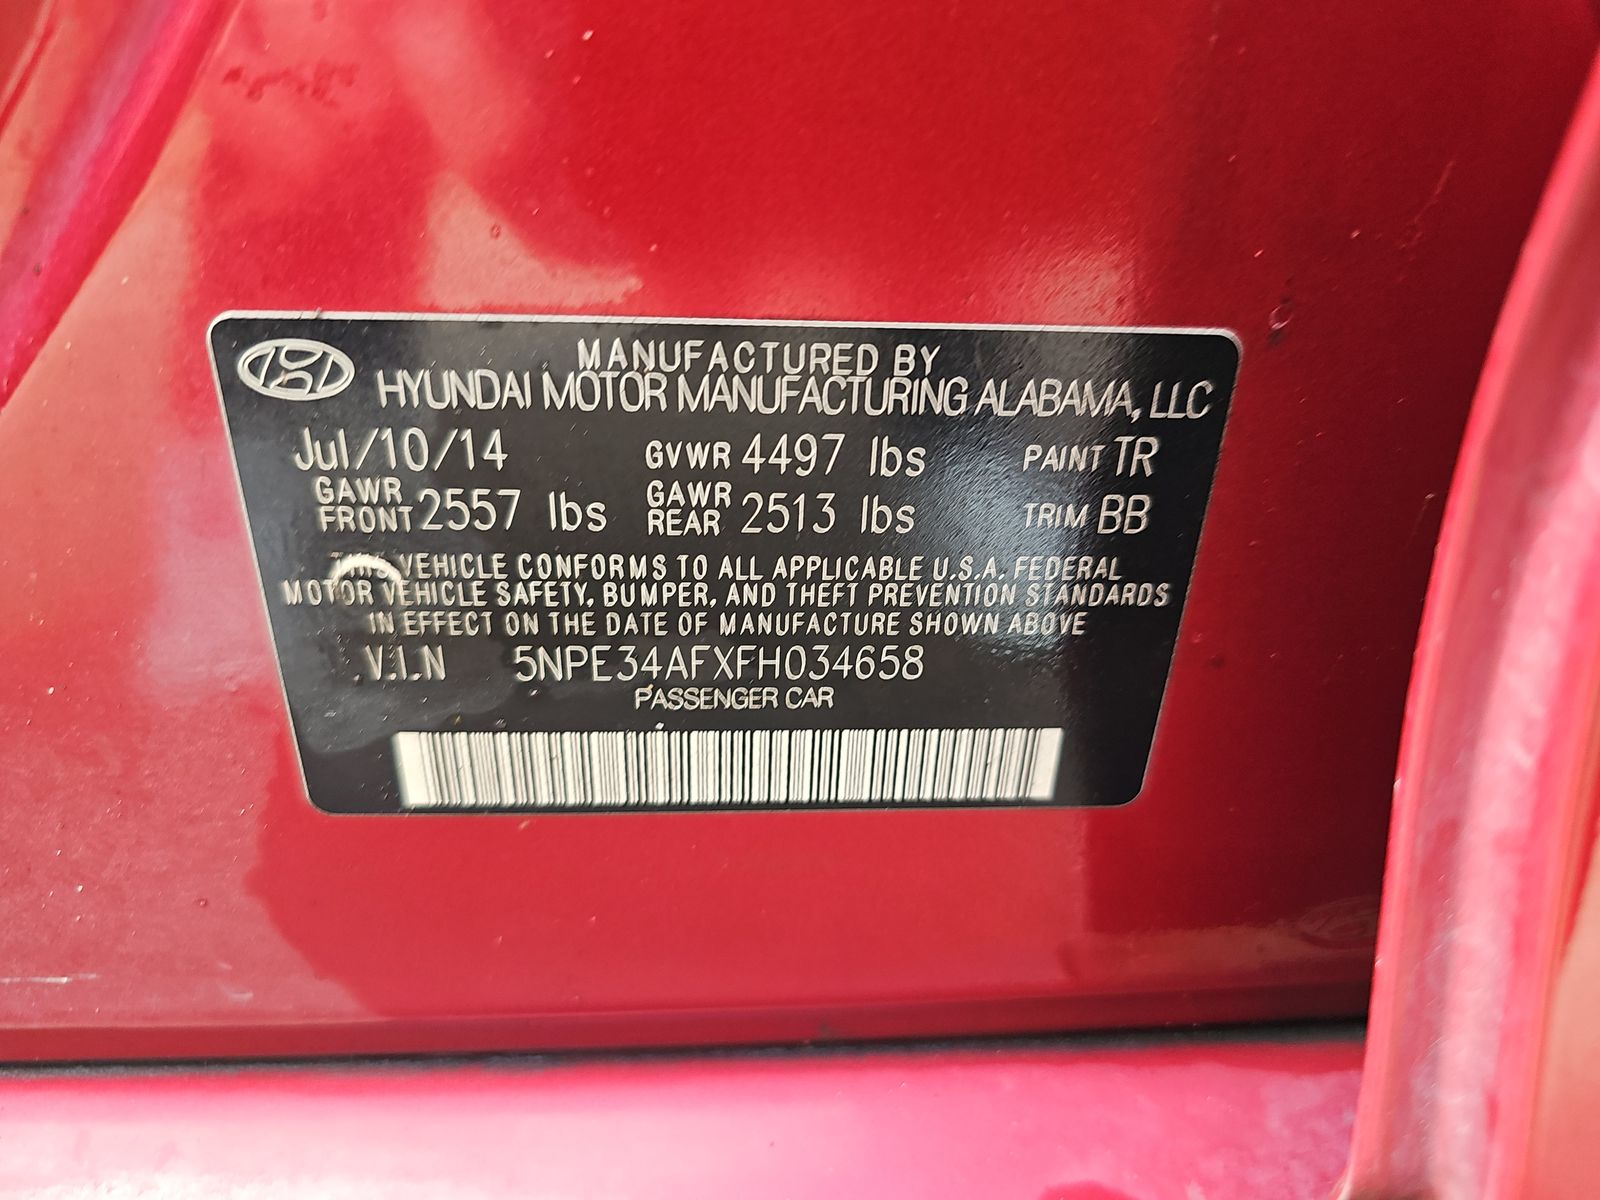 MANUFACTURED BY
HYUNDAI MOTOR MANUFACTURING ALABAMA, LLC
Jul/10/14 GVWR 4497 lbs PAINT TR
GAWR FRONT 2557 lbs GAWR REAR 2513 lbs TRIM BB
THIS VEHICLE CONFORMS TO ALL APPLICABLE U.S.A. FEDERAL
MOTOR VEHICLE SAFETY, BUMPER, AND THEFT PREVENTION STANDARDS
IN EFFECT ON THE DATE OF MANUFACTURE SHOWN ABOVE
V.I.N 5NPE34AFXFH034658
PASSENGER CAR